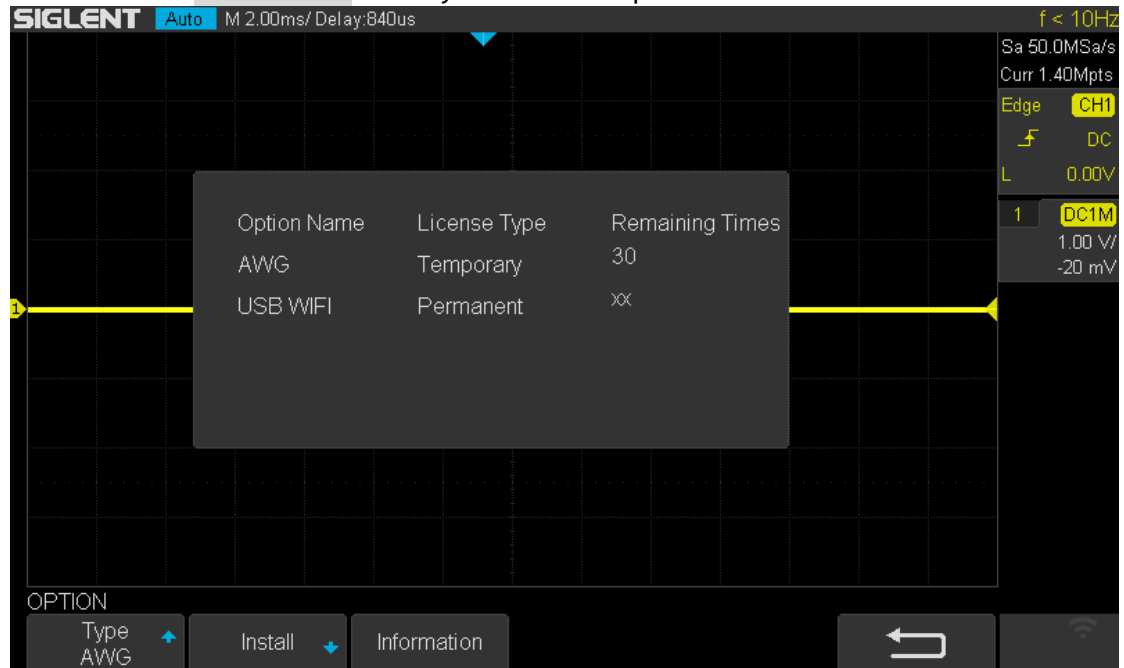 SIGLENT Auto M 2.00ms/ Delay:840us f < 10Hz
Sa 50.0MSa/s
Curr 1.40Mpts
Edge CH1
DC
L 0.00V
1 DC1M
1.00 V/
-20 mV
Option Name License Type Remaining Times
AWG Temporary 30
USB WIFI Permanent xx
1
OPTION
Type
AWG
Install
Information